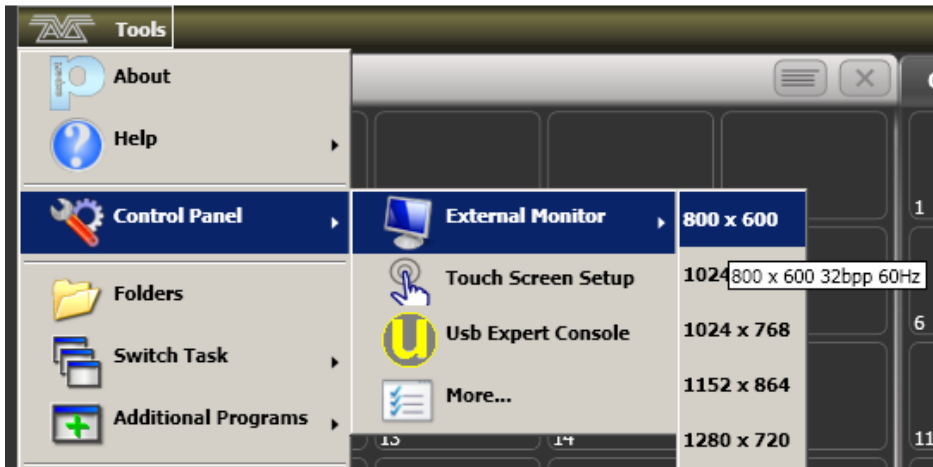 Tools
About
Help
Control Panel
External Monitor
800 x 600
1
Touch Screen Setup
1024
800 x 600 32bpp 60Hz
Folders
Usb Expert Console
1024 x 768
6
Switch Task
More...
1152 x 864
Additional Programs
13
14
1280 x 720
11